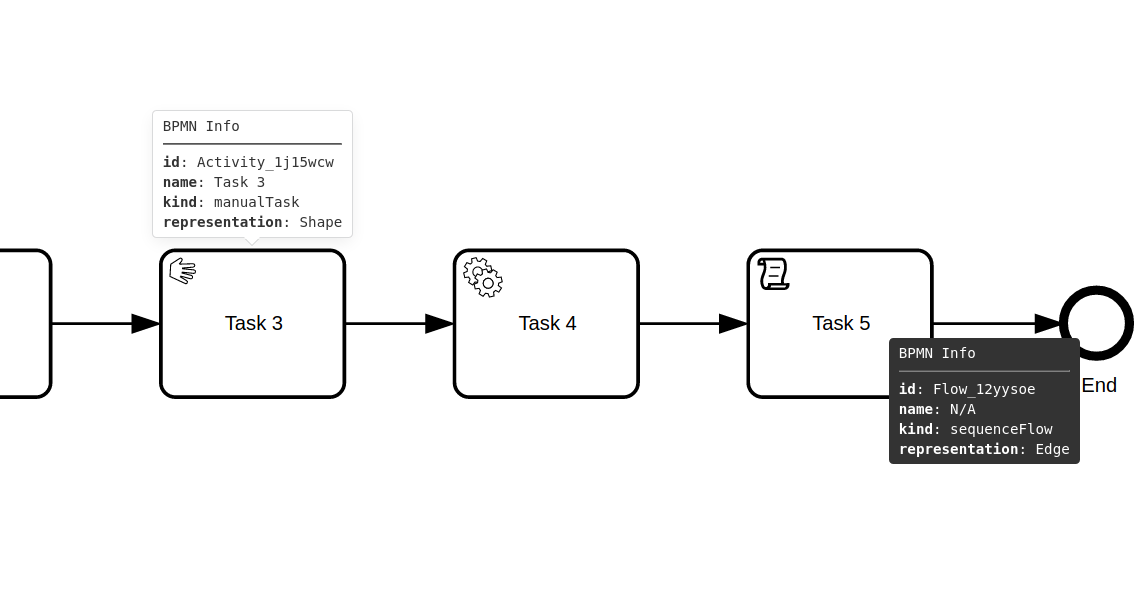 BPMN Info
id: Activity_1j15wcw
name: Task 3
kind: manualTask
representation: Shape
Task 3
Task 4
Task 5
BPMN Info
id: Flow_12yysoe
name: N/A
kind: sequenceFlow
representation: Edge
End